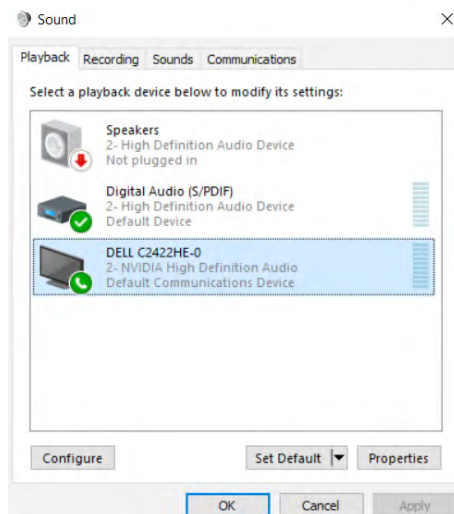 Sound
Playback Recording Sounds Communications
Select a playback device below to modify its settings:
Speakers
2- High Definition Audio Device
Not plugged in
Digital Audio (S/PDIF)
2- High Definition Audio Device
Default Device
DELL C2422HE-0
2- NVIDIA High Definition Audio
Default Communications Device
Configure Set Default Properties
OK Cancel Apply